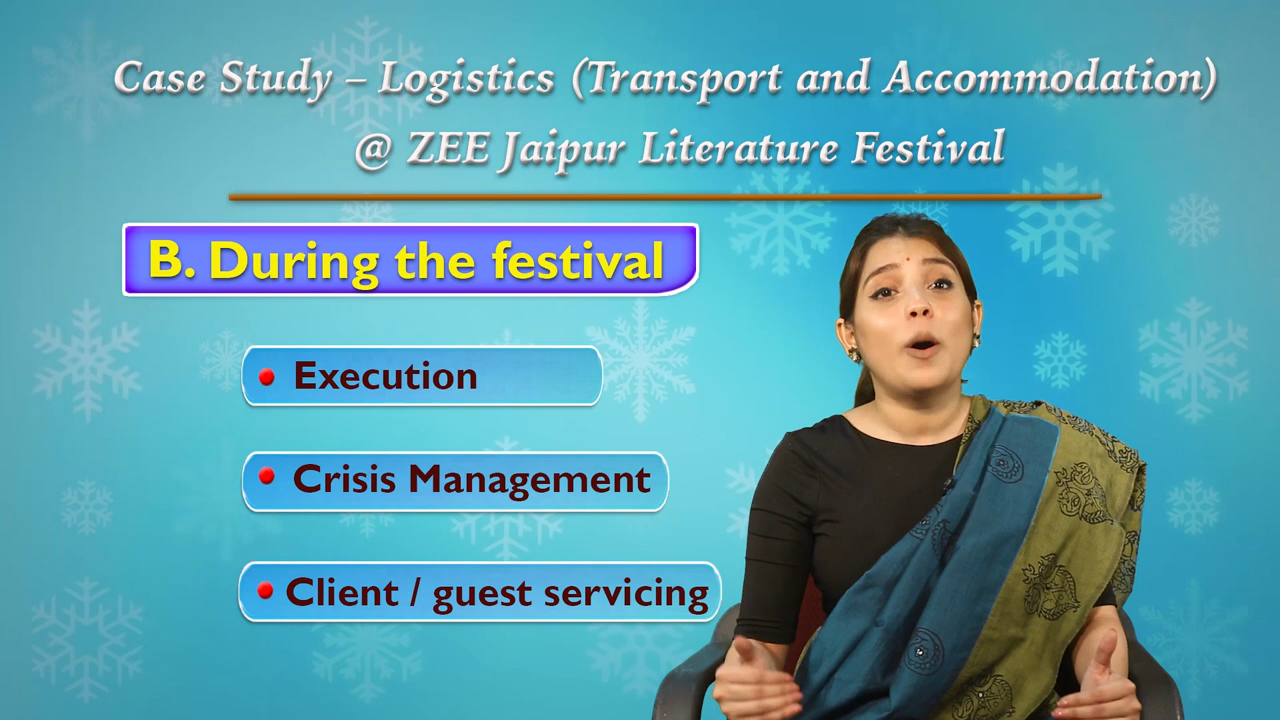 Case Study – Logistics (Transport and Accommodation)
@ ZEE Jaipur Literature Festival
B. During the festival
Execution
Crisis Management
Client / guest servicing